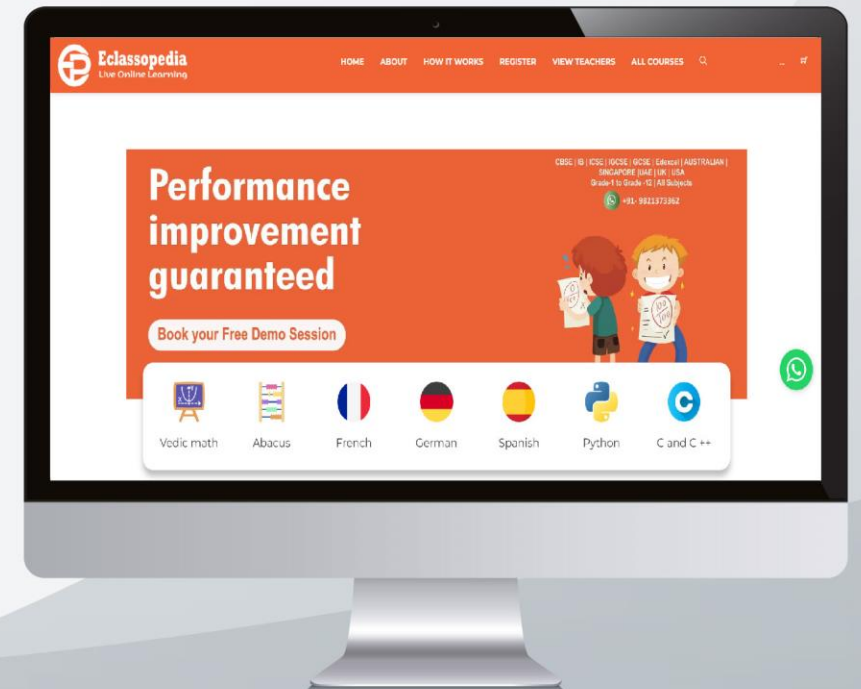 Eclassopedia
Live Online Learning
HOME ABOUT HOW IT WORKS REGISTER VIEW TEACHERS ALL COURSES
Performance
improvement
guaranteed
CBSE | IB | ICSE | IGCSE | GCSE | Edexcel | AUSTRALIAN |
SINGAPORE |UAE | UK | USA
Grade-1 to Grade -12 | All Subjects
+91- 9821373362
Book your Free Demo Session
Vedic math Abacus French German Spanish Python C and C ++